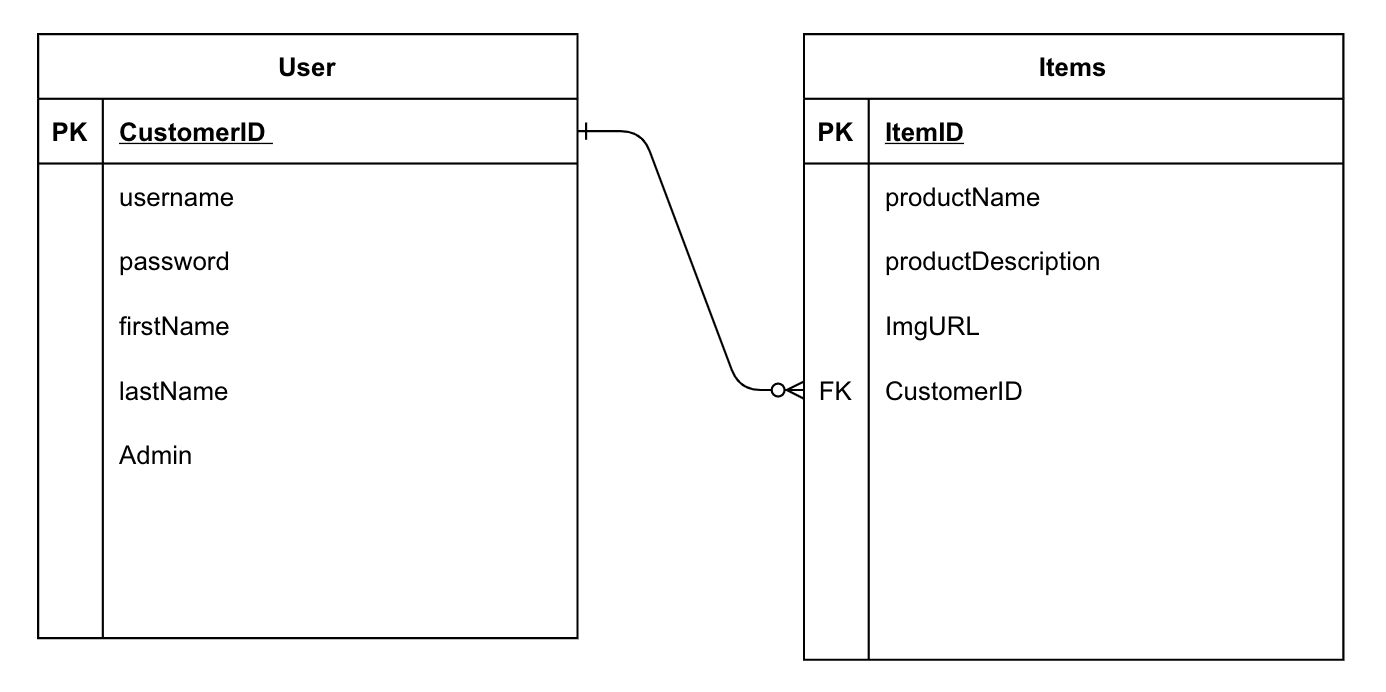 User
PK CustomerID
username
password
firstName
lastName
Admin
Items
PK ItemID
productName
productDescription
ImgURL
FK CustomerID